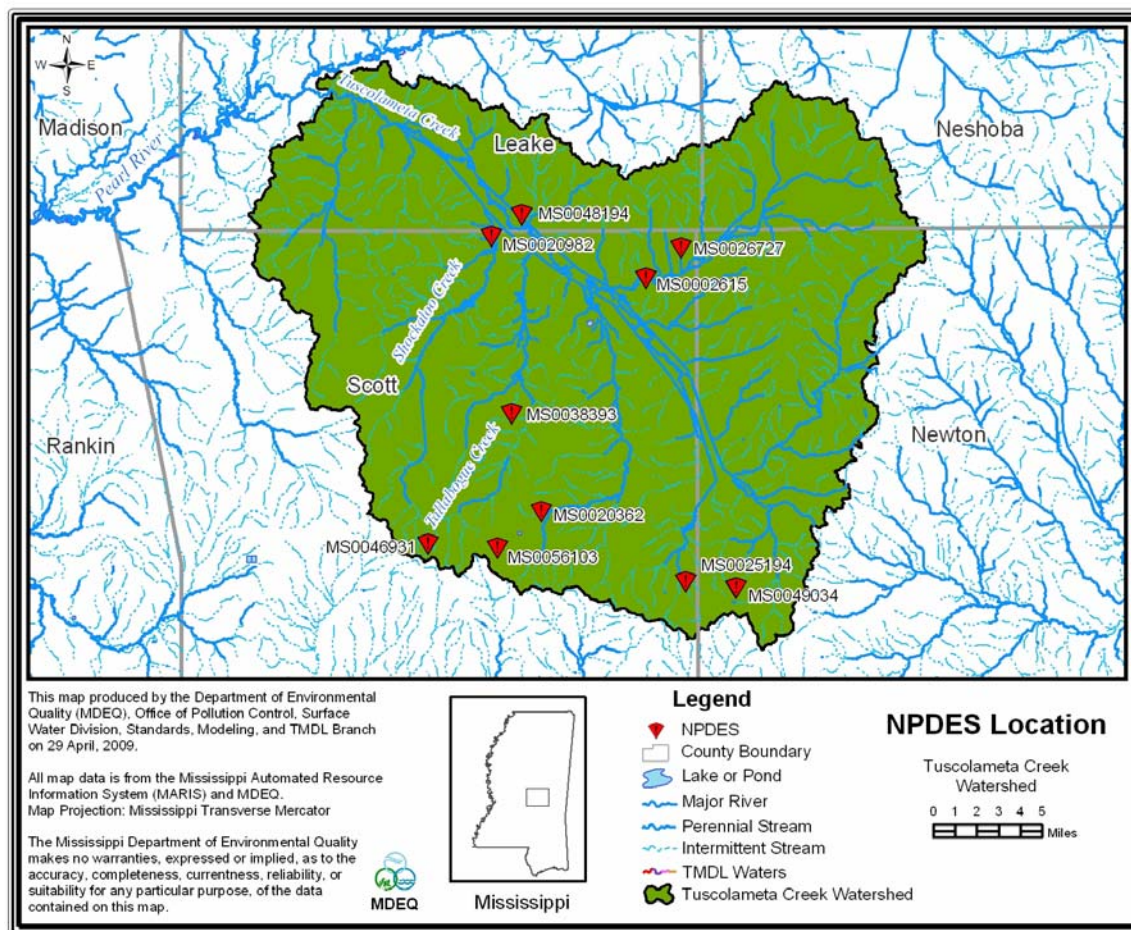 N
W E
S
Madison
Pearl River
Tuscolameta Creek
Leake
Neshoba
MS0048194
MS0020982
MS0026727
MS0002615
Shockaloo Creek
Scott
MS0038393
Rankin
Newton
Tallabogue Creek
MS0020362
MS0046931
MS0056103
MS0025194
MS0049034
This map produced by the Department of Environmental
Quality (MDEQ), Office of Pollution Control, Surface
Water Division, Standards, Modeling, and TMDL Branch
on 29 April, 2009.
All map data is from the Mississippi Automated Resource
Information System (MARIS) and MDEQ.
Map Projection: Mississippi Transverse Mercator
The Mississippi Department of Environmental Quality
makes no warranties, expressed or implied, as to the
accuracy, completeness, currentness, reliability, or
suitability for any particular purpose, of the data
contained on this map.
MDEQ
Mississippi
Legend
NPDES
County Boundary
Lake or Pond
Major River
Perennial Stream
Intermittent Stream
TMDL Waters
Tuscolameta Creek Watershed
NPDES Location
Tuscolameta Creek
Watershed
0 1 2 3 4 5
Miles